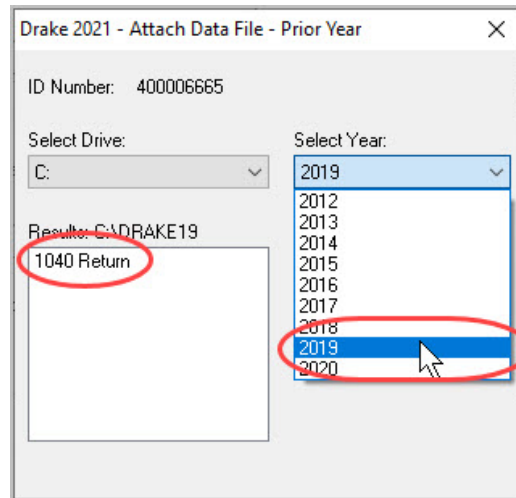 Drake 2021 - Attach Data File - Prior Year
ID Number: 400006665
Select Drive:
C:
Select Year:
2019
2012
2013
2014
2015
2016
2017
2018
2019
2020
Results: C:\DRAKE19
1040 Return